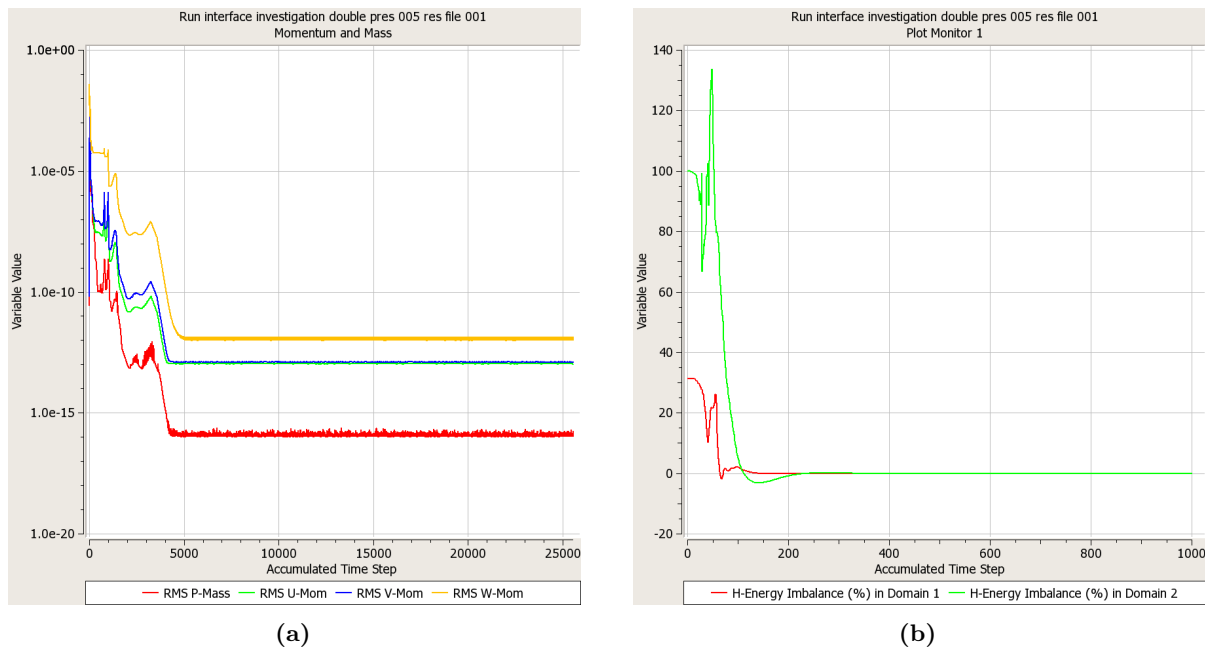 Run interface investigation double pres 005 res file 001
Momentum and Mass
1.0e+00
1.0e-05
1.0e-10
1.0e-15
1.0e-20
Variable Value
0 5000 10000 15000 20000 25000
Accumulated Time Step
RMS P-Mass RMS U-Mom RMS V-Mom RMS W-Mom
(a)
Run interface investigation double pres 005 res file 001
Plot Monitor 1
140
120
100
80
60
40
20
0
-20
Variable Value
0 200 400 600 800 1000
Accumulated Time Step
H-Energy Imbalance (%) in Domain 1 H-Energy Imbalance (%) in Domain 2
(b)